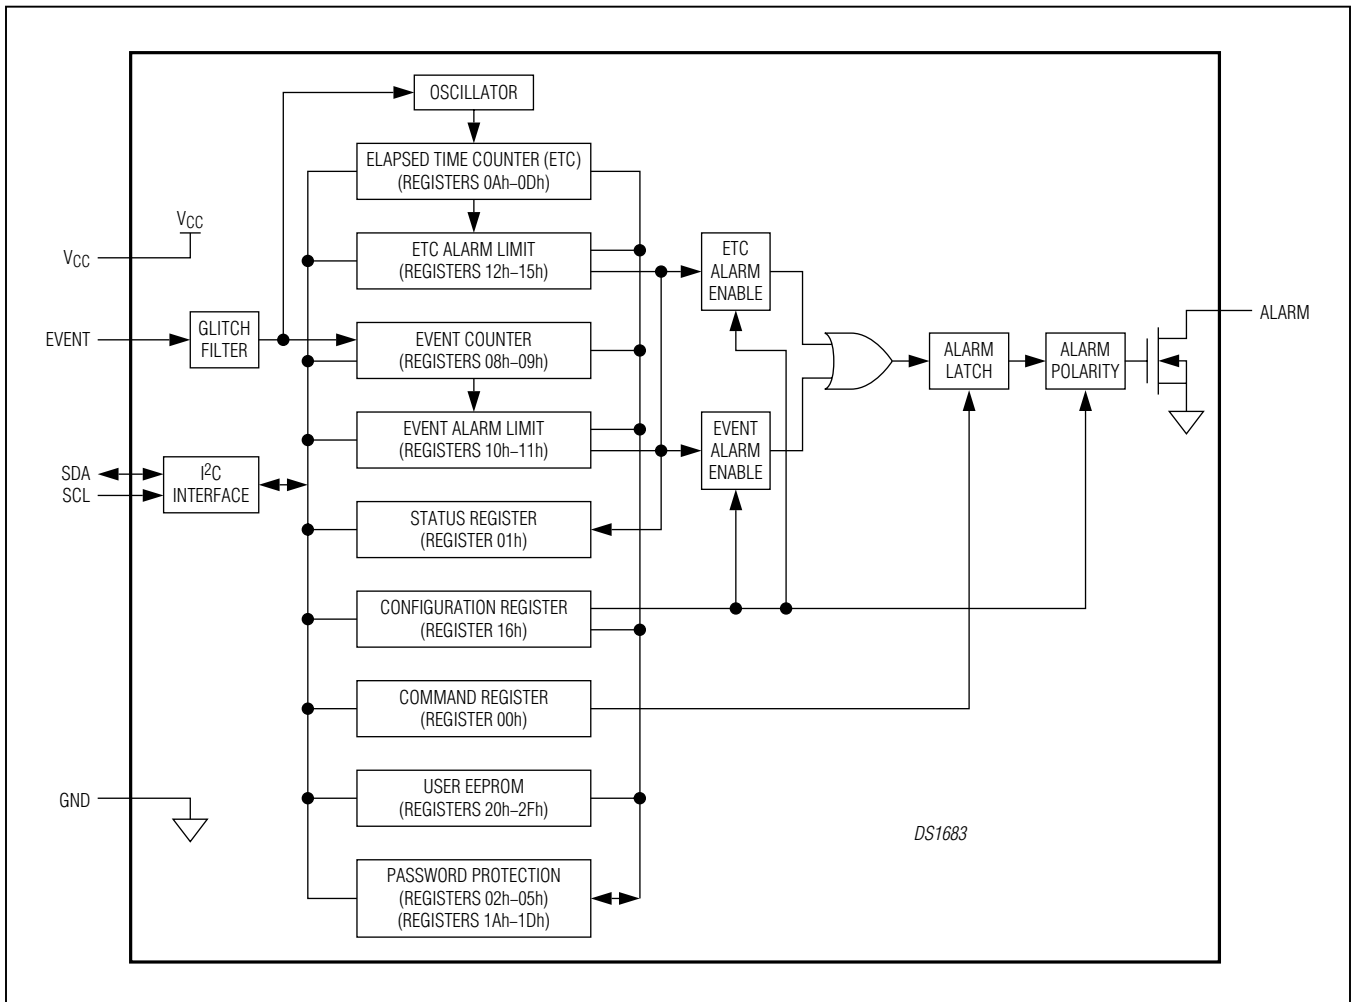 OSCILLATOR
ELAPSED TIME COUNTER (ETC)
(REGISTERS 0Ah–0Dh)
VCC
VCC
ETC ALARM LIMIT
(REGISTERS 12h–15h)
ETC
ALARM
ENABLE
EVENT
GLITCH
FILTER
EVENT COUNTER
(REGISTERS 08h–09h)
ALARM
LATCH
ALARM
POLARITY
ALARM
EVENT ALARM LIMIT
(REGISTERS 10h–11h)
EVENT
ALARM
ENABLE
SDA
SCL
I2C
INTERFACE
STATUS REGISTER
(REGISTER 01h)
CONFIGURATION REGISTER
(REGISTER 16h)
COMMAND REGISTER
(REGISTER 00h)
GND
USER EEPROM
(REGISTERS 20h–2Fh)
DS1683
PASSWORD PROTECTION
(REGISTERS 02h–05h)
(REGISTERS 1Ah–1Dh)